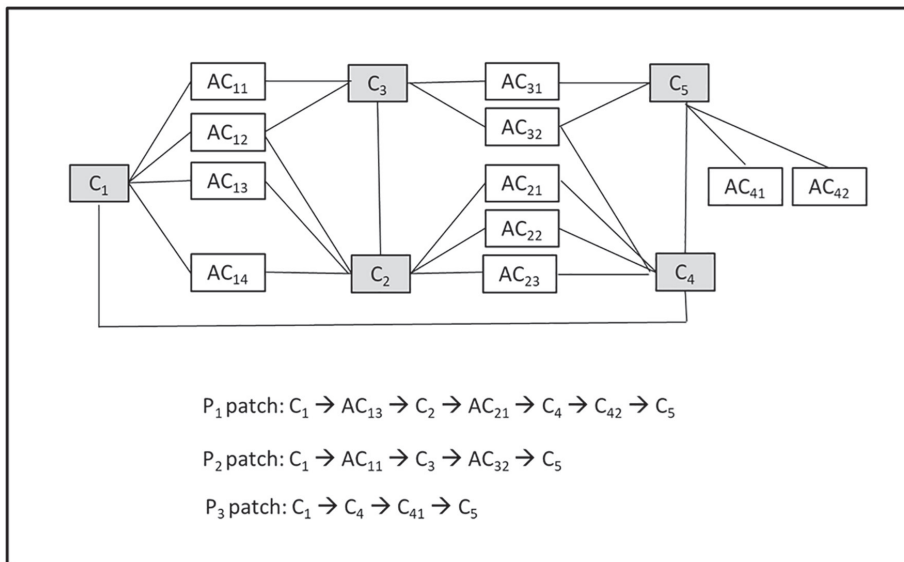 AC₁₁ C₃ AC₃₁ C₅
AC₁₂ AC₃₂
C₁ AC₁₃ AC₂₁ AC₄₁ AC₄₂
AC₂₂
AC₁₄ C₂ AC₂₃ C₄
P₁ patch: C₁ → AC₁₃ → C₂ → AC₂₁ → C₄ → C₄₂ → C₅
P₂ patch: C₁ → AC₁₁ → C₃ → AC₃₂ → C₅
P₃ patch: C₁ → C₄ → C₄₁ → C₅